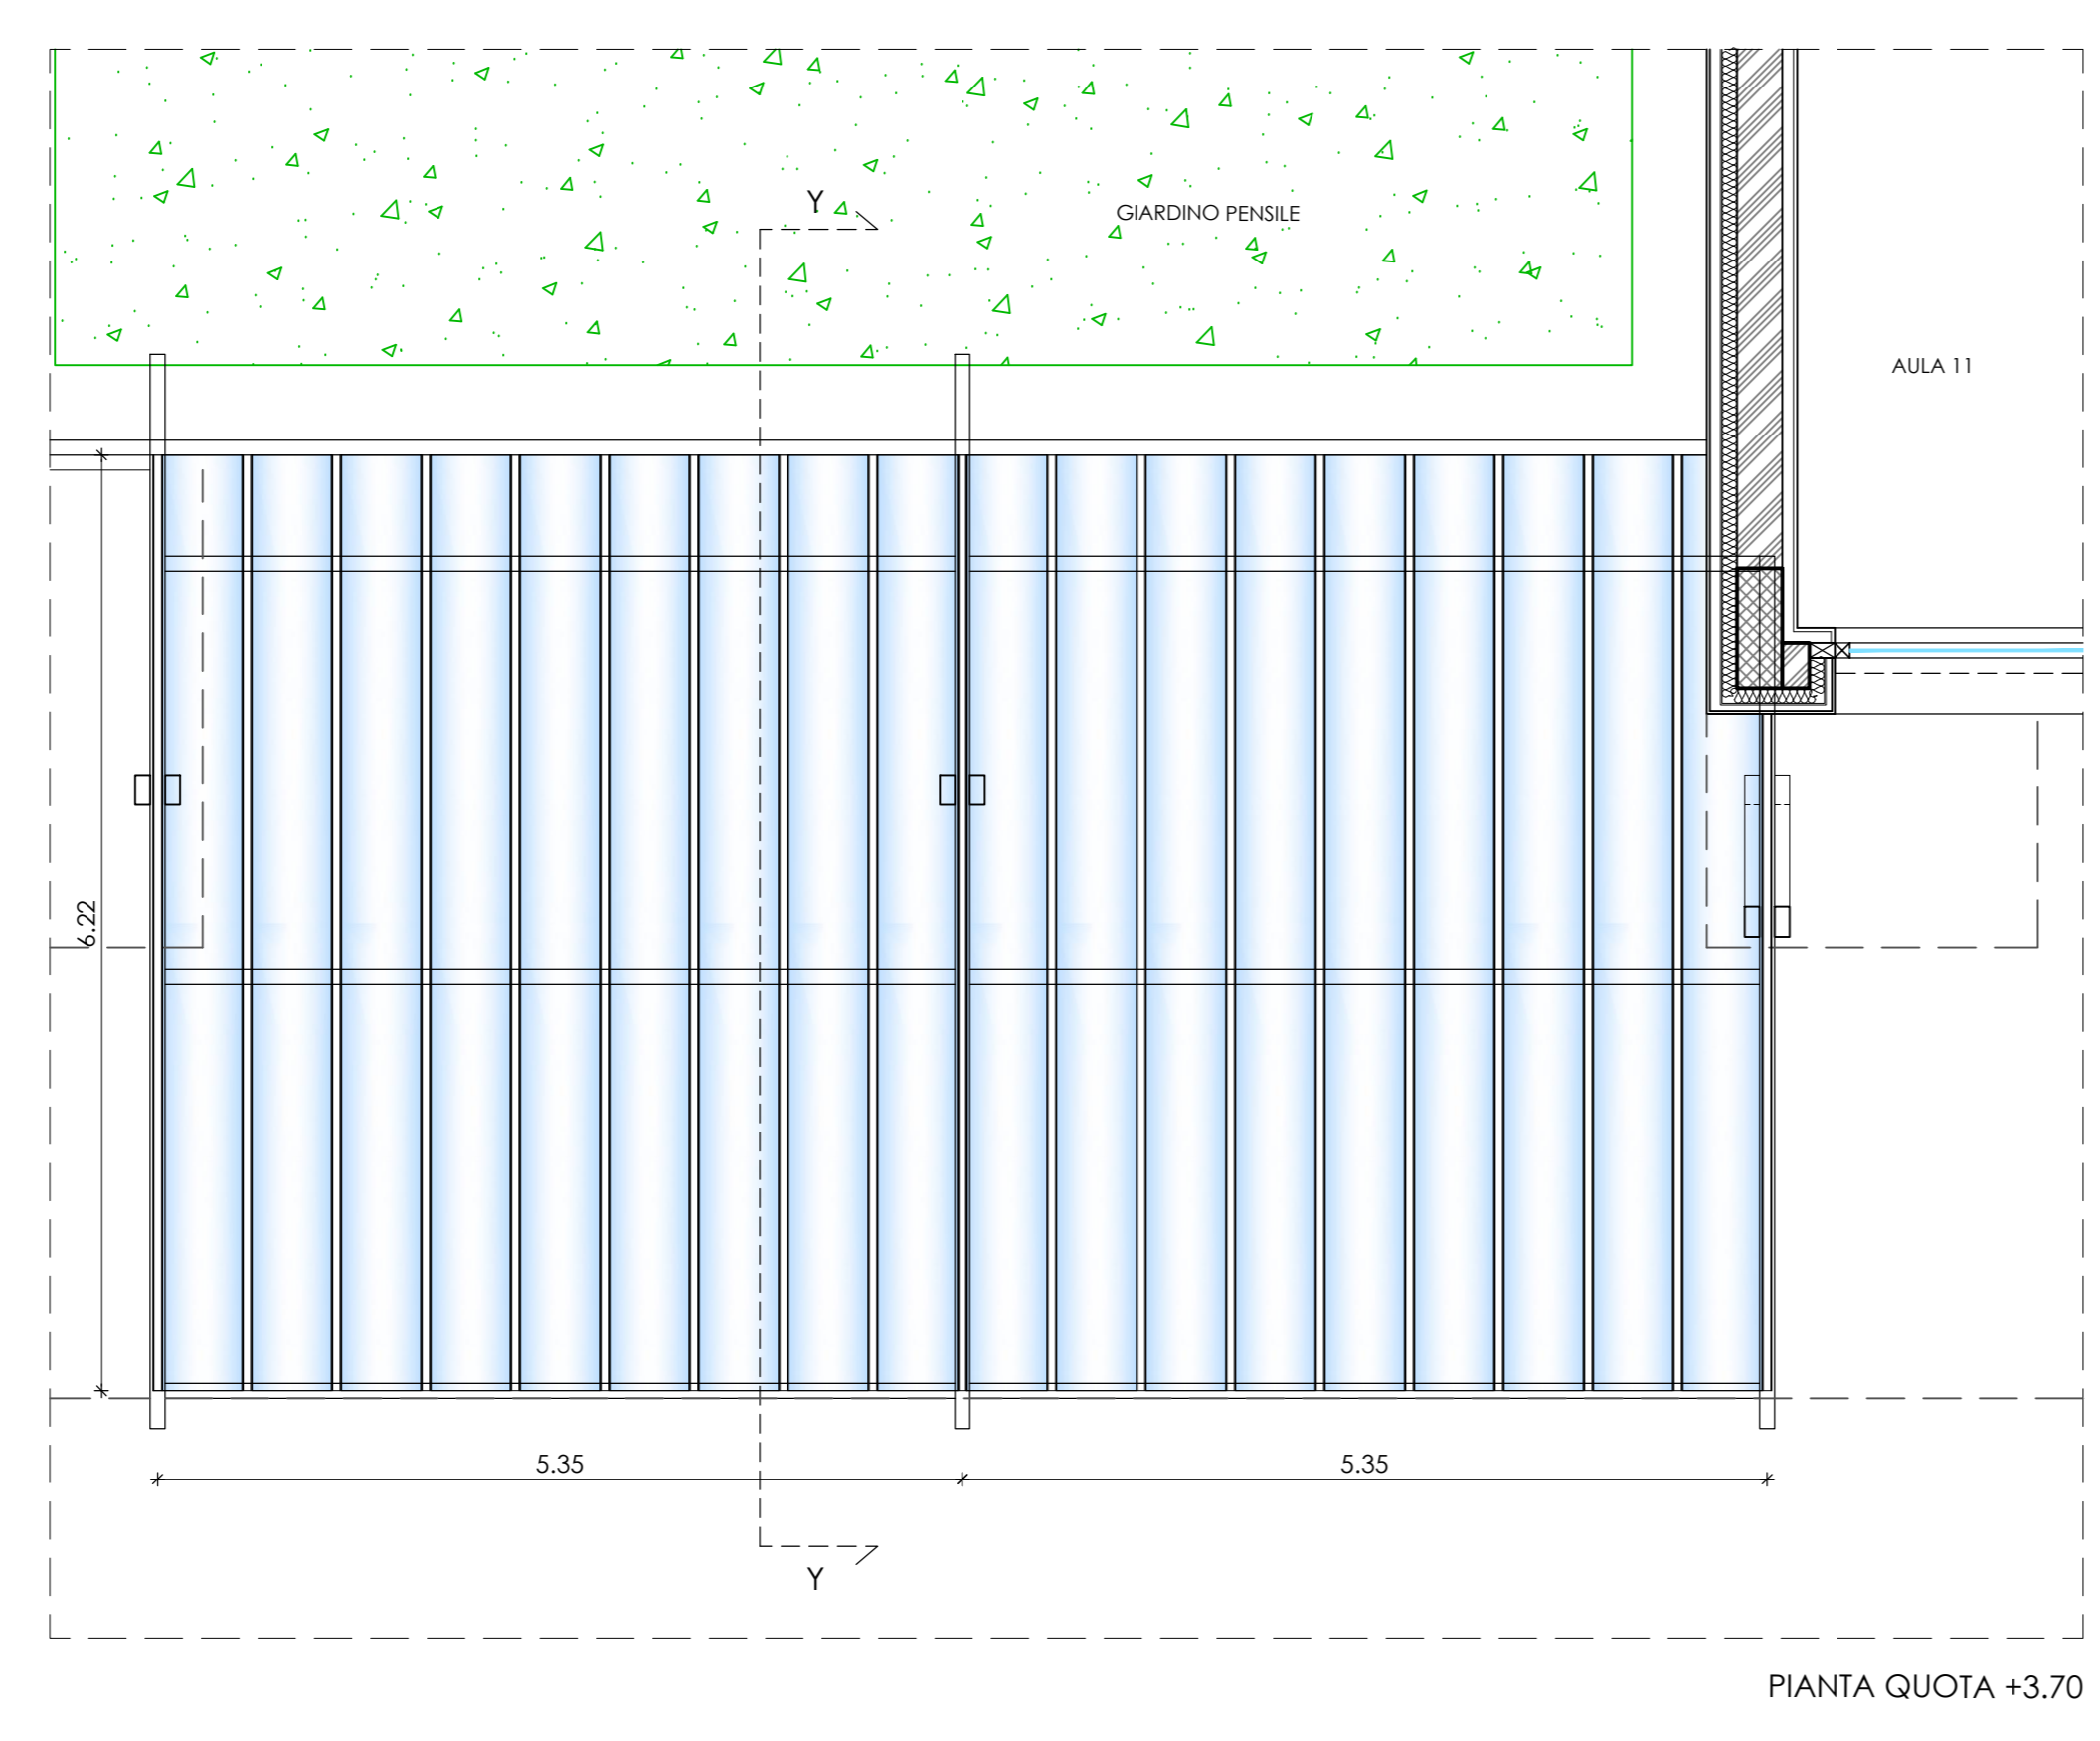 Y
GIARDINO PENSILE
AULA 11
6.22
5.35
5.35
Y
PIANTA QUOTA +3.70